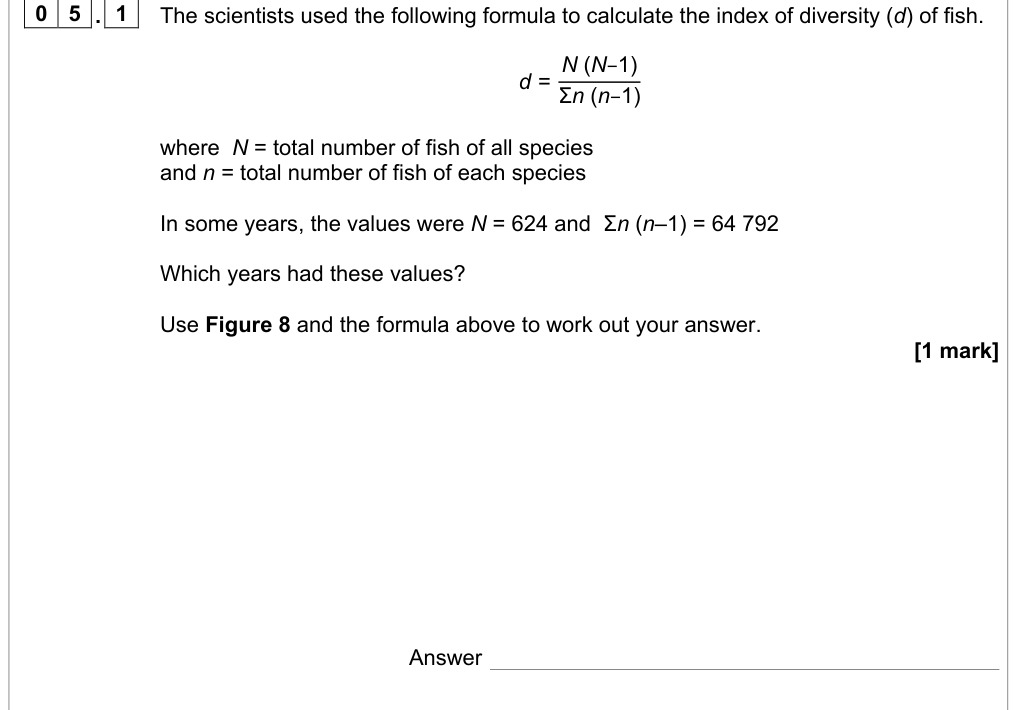 0 5 . 1 The scientists used the following formula to calculate the index of diversity (d) of fish.
d = N (N–1) / Σn (n–1)
where N = total number of fish of all species
and n = total number of fish of each species
In some years, the values were N = 624 and Σn (n–1) = 64 792
Which years had these values?
Use Figure 8 and the formula above to work out your answer.
[1 mark]
Answer